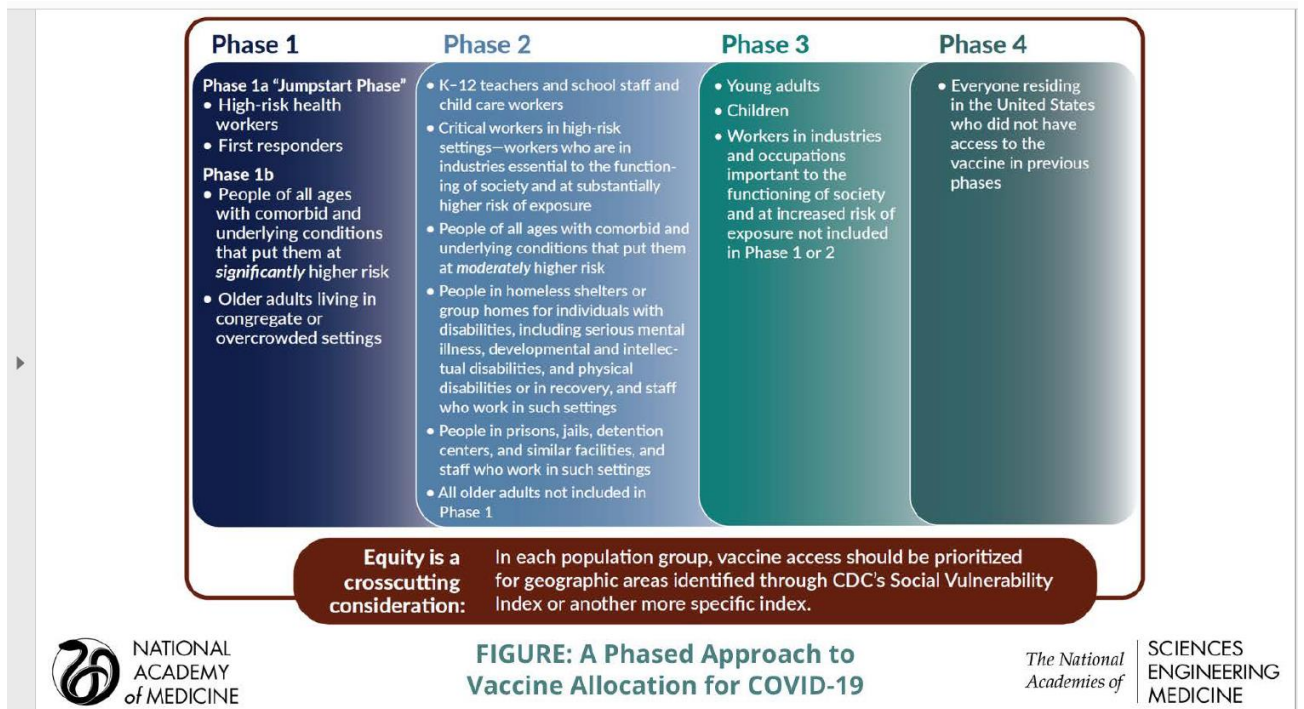 Phase 1
Phase 1a “Jumpstart Phase”
• High-risk health
workers
• First responders
Phase 1b
• People of all ages
with comorbid and
underlying conditions
that put them at
significantly higher risk
• Older adults living in
congregate or
overcrowded settings
Phase 2
• K–12 teachers and school staff and
child care workers
• Critical workers in high-risk
settings—workers who are in
industries essential to the function-
ing of society and at substantially
higher risk of exposure
• People of all ages with comorbid and
underlying conditions that put them
at moderately higher risk
• People in homeless shelters or
group homes for individuals with
disabilities, including serious mental
illness, developmental and intellec-
tual disabilities, and physical
disabilities or in recovery, and staff
who work in such settings
• People in prisons, jails, detention
centers, and similar facilities, and
staff who work in such settings
• All older adults not included in
Phase 1
Phase 3
• Young adults
• Children
• Workers in industries
and occupations
important to the
functioning of society
and at increased risk of
exposure not included
in Phase 1 or 2
Phase 4
• Everyone residing
in the United States
who did not have
access to the
vaccine in previous
phases
Equity is a
crosscutting
consideration:
In each population group, vaccine access should be prioritized
for geographic areas identified through CDC’s Social Vulnerability
Index or another more specific index.
NATIONAL
ACADEMY
of MEDICINE
FIGURE: A Phased Approach to
Vaccine Allocation for COVID-19
The National
Academies of
SCIENCES
ENGINEERING
MEDICINE